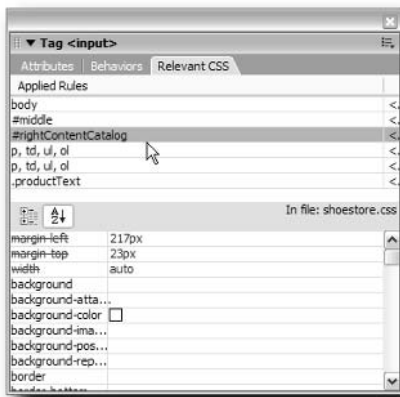 Tag <input>
Attributes Behaviors Relevant CSS
Applied Rules
body <.
#middle <.
#rightContentCatalog <.
p, td, ul, ol <.
p, td, ul, ol <.
.productText <.
In file: shoestore.css
margin-left 217px
margin-top 23px
width auto
background
background-atta...
background-color
background-ima...
background-pos...
background-rep...
border
border-bottom